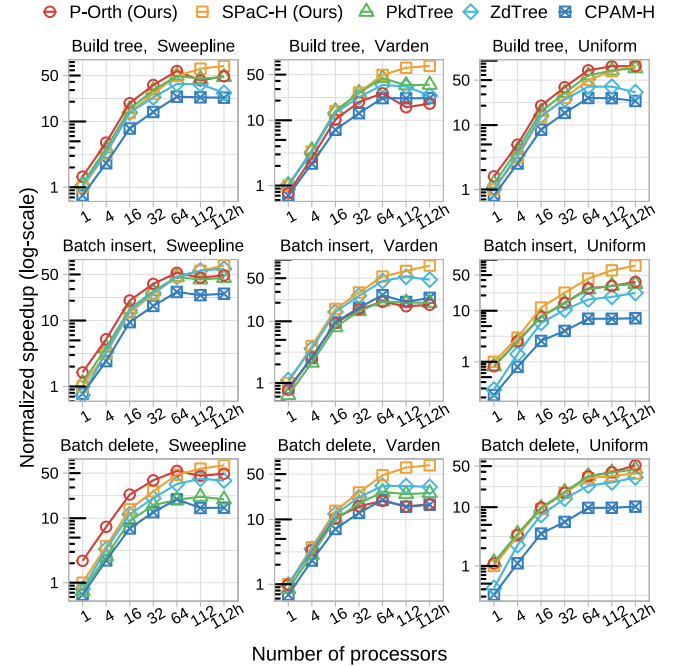 P-Orth (Ours) SPaC-H (Ours) PkdTree ZdTree CPAM-H
Build tree, Sweepline Build tree, Varden Build tree, Uniform
50 50 50
10 10 10
1 1 1
1 4 16 32 64 112 112h 1 4 16 32 64 112 112h 1 4 16 32 64 112 112h
Normalized speedup (log-scale)
Batch insert, Sweepline Batch insert, Varden Batch insert, Uniform
50 50 50
10 10 10
1 1 1
1 4 16 32 64 112 112h 1 4 16 32 64 112 112h 1 4 16 32 64 112 112h
Batch delete, Sweepline Batch delete, Varden Batch delete, Uniform
50 50 50
10 10 10
1 1 1
1 4 16 32 64 112 112h 1 4 16 32 64 112 112h 1 4 16 32 64 112 112h
Number of processors